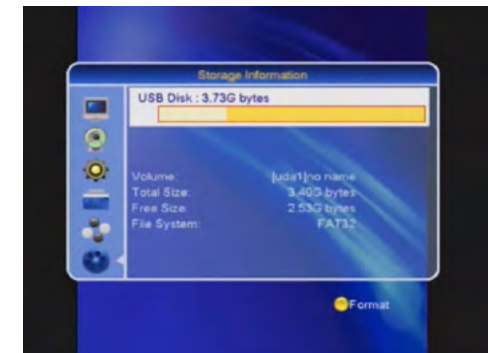 Storage Information
USB Disk : 3.73G bytes
Volume: [uda1]no name
Total Size: 3.40G bytes
Free Size: 2.53G bytes
File System: FAT32
Format